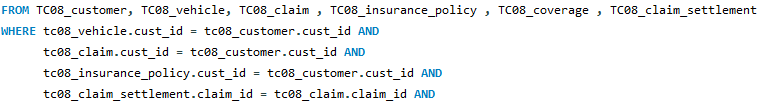 FROM TC08_customer, TC08_vehicle, TC08_claim , TC08_insurance_policy , TC08_coverage , TC08_claim_settlement
WHERE tc08_vehicle.cust_id = tc08_customer.cust_id AND
tc08_claim.cust_id = tc08_customer.cust_id AND
tc08_insurance_policy.cust_id = tc08_customer.cust_id AND
tc08_claim_settlement.claim_id = tc08_claim.claim_id AND